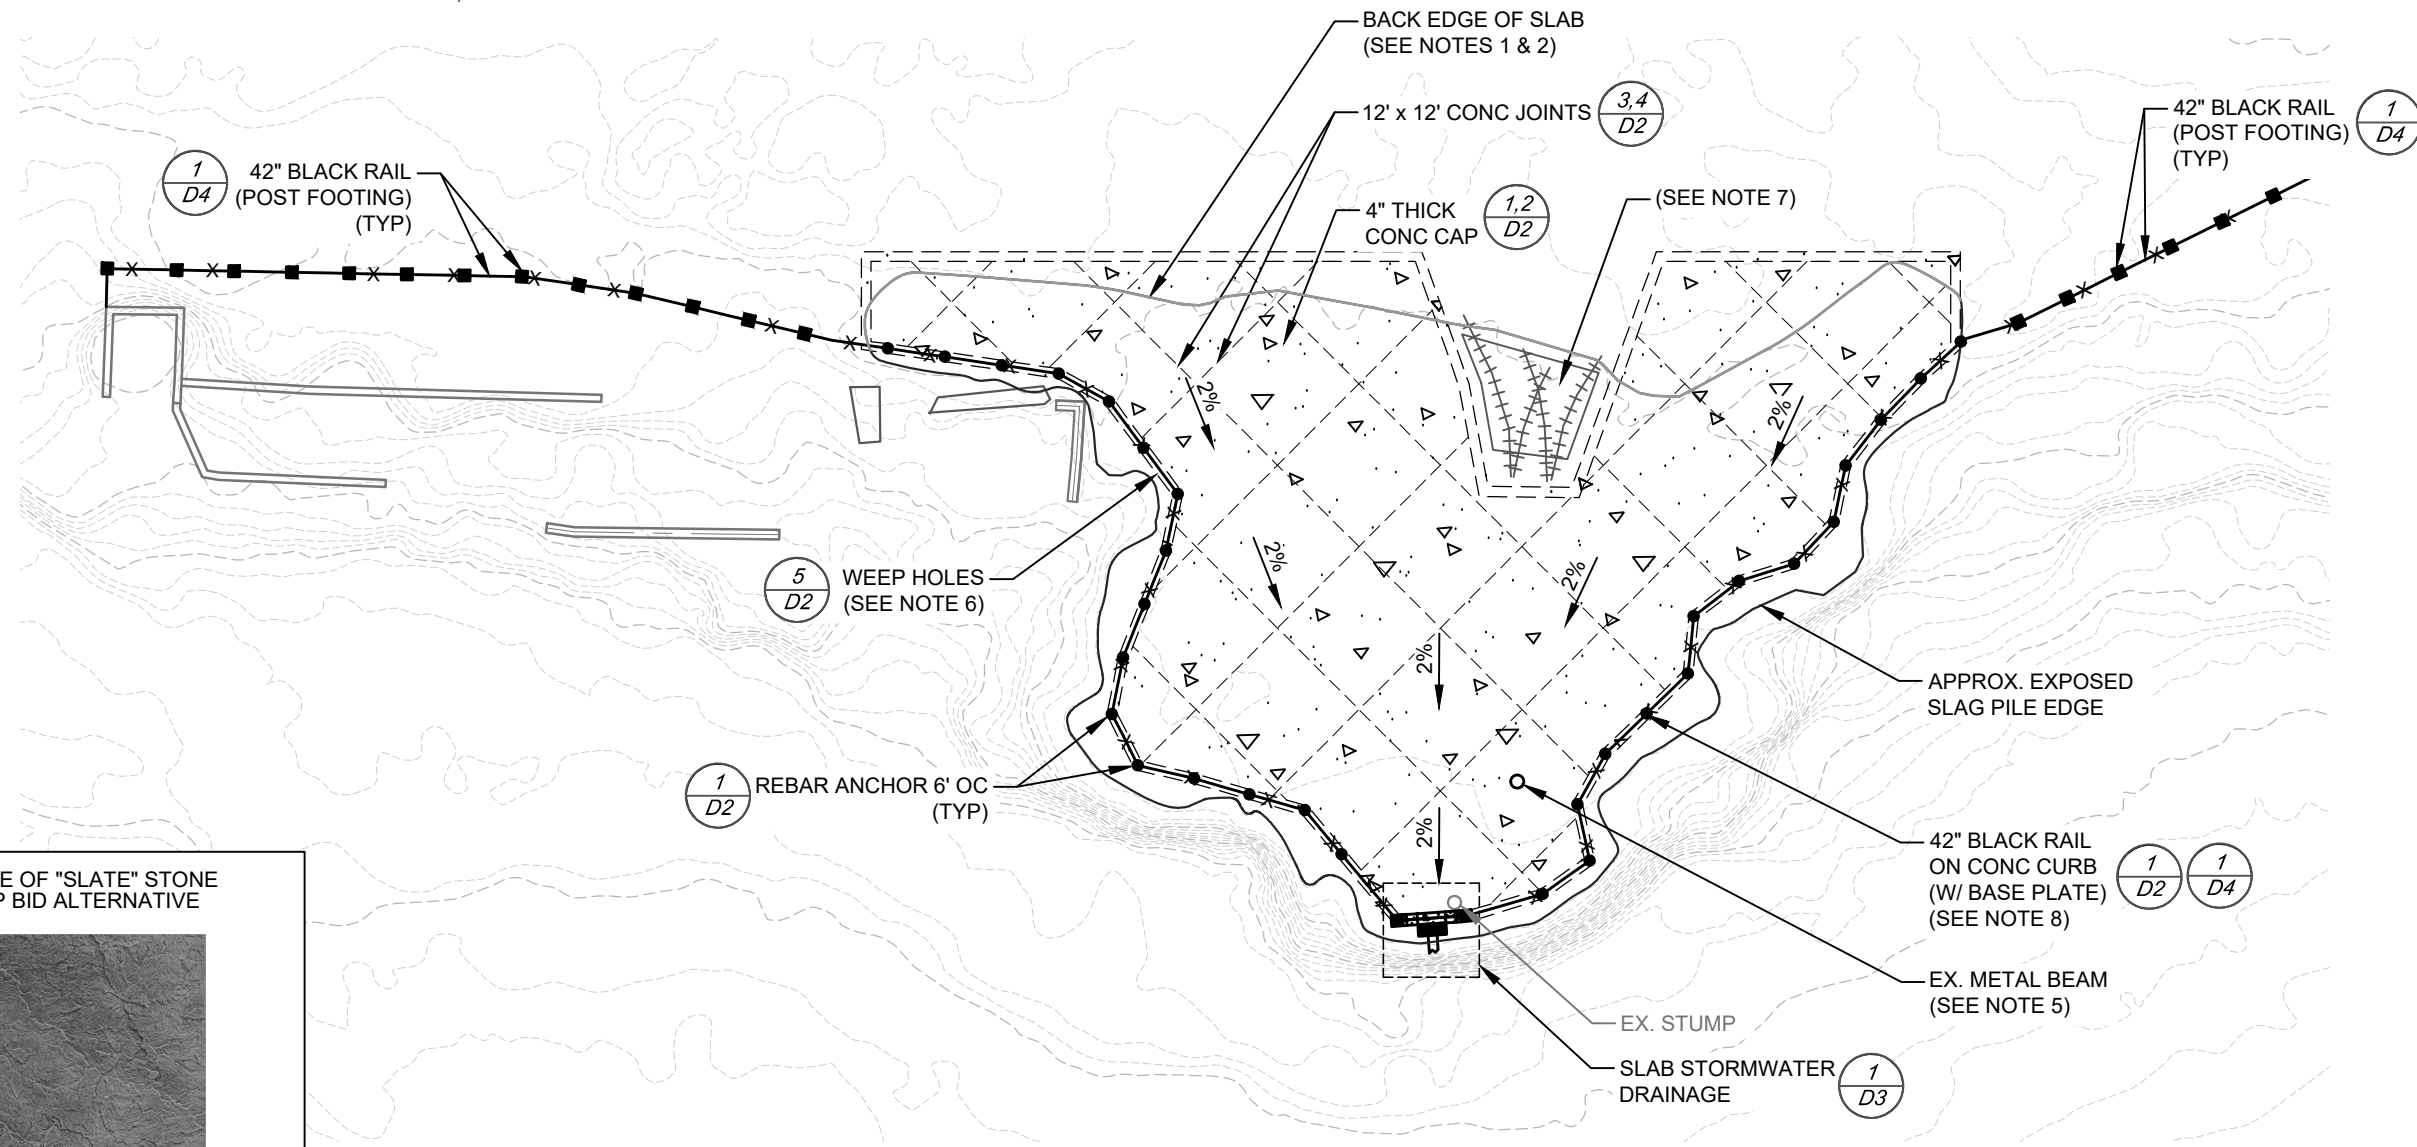 BACK EDGE OF SLAB
(SEE NOTES 1 & 2)
12' x 12' CONC JOINTS
3,4
D2
42" BLACK RAIL
(POST FOOTING)
(TYP)
1
D4
1
D4
42" BLACK RAIL
(POST FOOTING)
(TYP)
4" THICK
CONC CAP
1,2
D2
(SEE NOTE 7)
2%
2%
2%
2%
2%
2%
5
D2
WEEP HOLES
(SEE NOTE 6)
APPROX. EXPOSED
SLAG PILE EDGE
1
D2
REBAR ANCHOR 6' OC
(TYP)
42" BLACK RAIL
ON CONC CURB
(W/ BASE PLATE)
(SEE NOTE 8)
1
D2
1
D4
E OF "SLATE" STONE
P BID ALTERNATIVE
EX. METAL BEAM
(SEE NOTE 5)
EX. STUMP
SLAB STORMWATER
DRAINAGE
1
D3